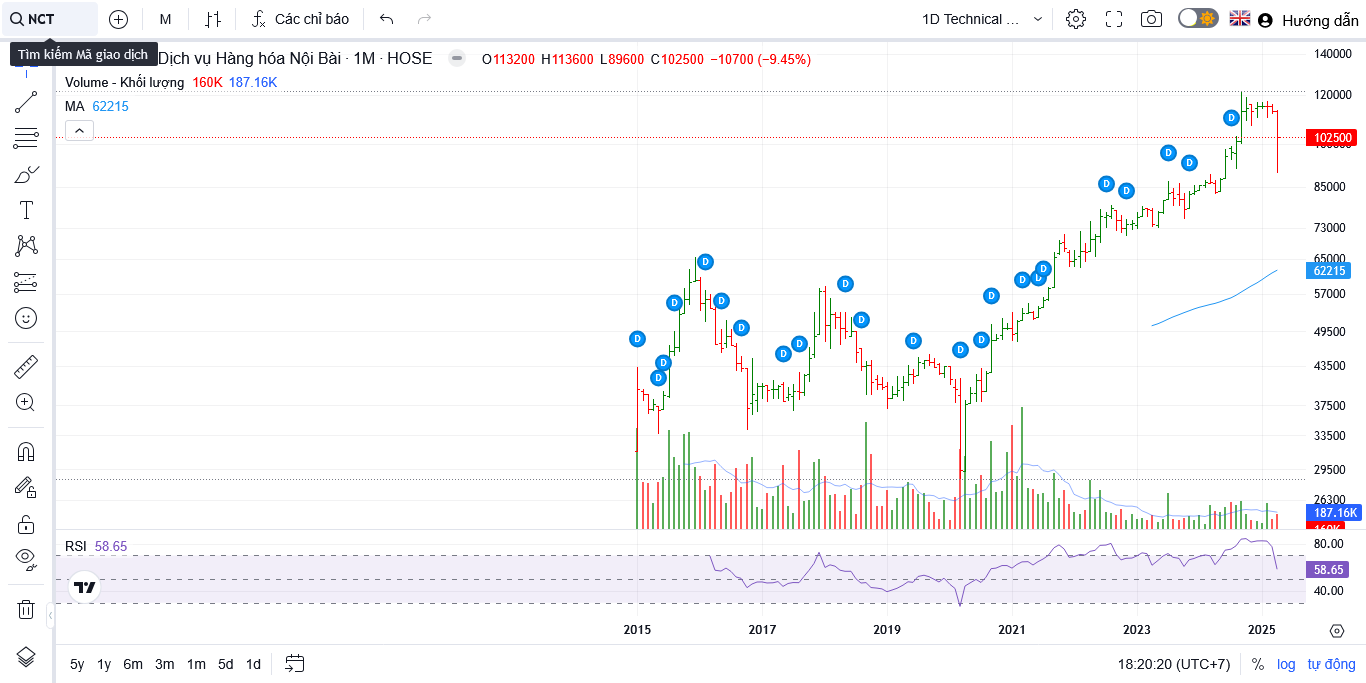 NCT M Các chỉ báo 1D Technical ... Hướng dẫn
Tìm kiếm Mã giao dịch
Dịch vụ Hàng hóa Nội Bài · 1M · HOSE O113200 H113600 L89600 C102500 −10700 (−9.45%)
Volume - Khối lượng 160K 187.16K
MA 62215
140000
120000
102500
85000
73000
65000
62215
57000
49500
43500
37500
33500
29500
26300
187.16K
160K
D D D D D D D D D D D D D D D D D D D D D D D D
RSI 58.65
80.00
58.65
40.00
2015 2017 2019 2021 2023 2025
5y 1y 6m 3m 1m 5d 1d 18:20:20 (UTC+7) % log tự động